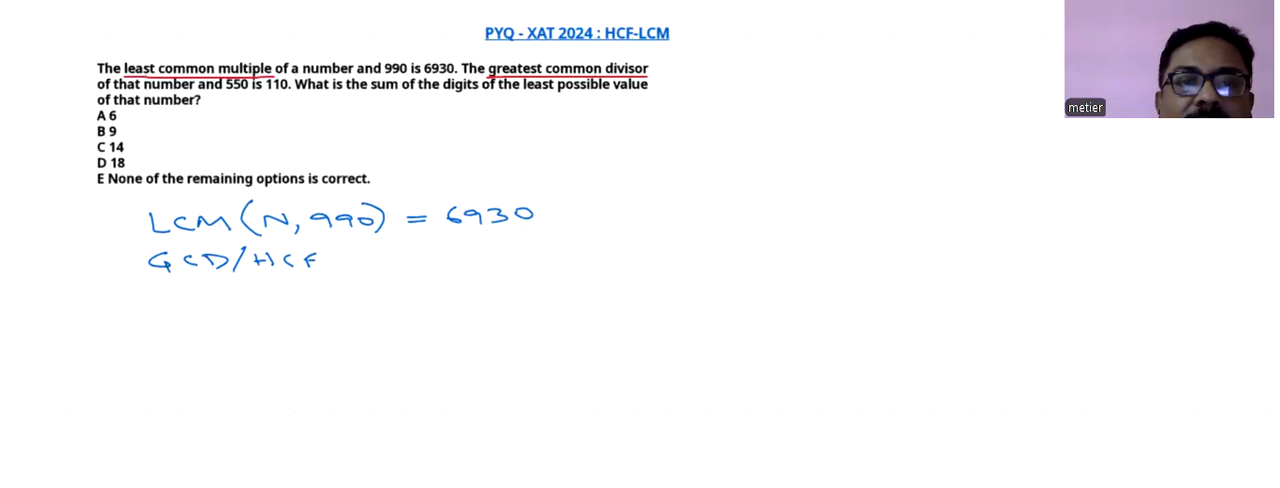 PYQ - XAT 2024 : HCF-LCM
The least common multiple of a number and 990 is 6930. The greatest common divisor
of that number and 550 is 110. What is the sum of the digits of the least possible value
of that number?
A 6
B 9
C 14
D 18
E None of the remaining options is correct.
LCM (N, 990) = 6930
GCD/HCF
metier